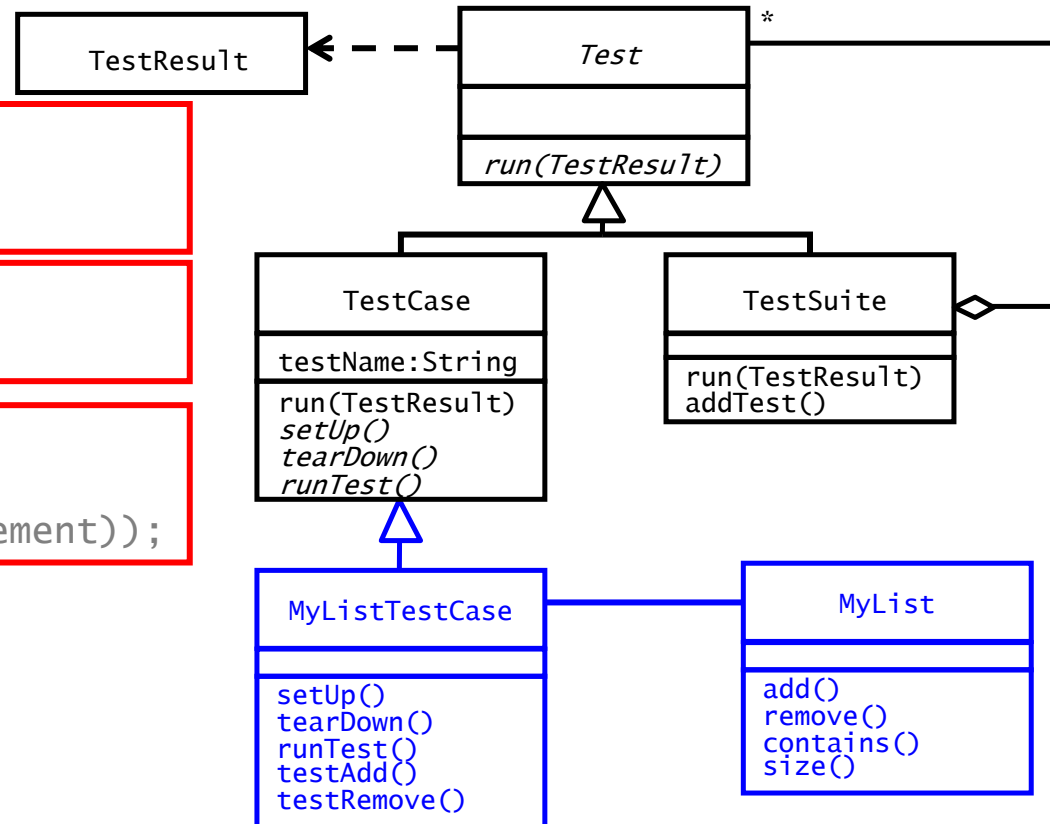 *
TestResult
Test
run(TestResult)
TestCase
testName:String
run(TestResult)
setUp()
tearDown()
runTest()
TestSuite
run(TestResult)
addTest()
ement));
MyListTestCase
setUp()
tearDown()
runTest()
testAdd()
testRemove()
MyList
add()
remove()
contains()
size()